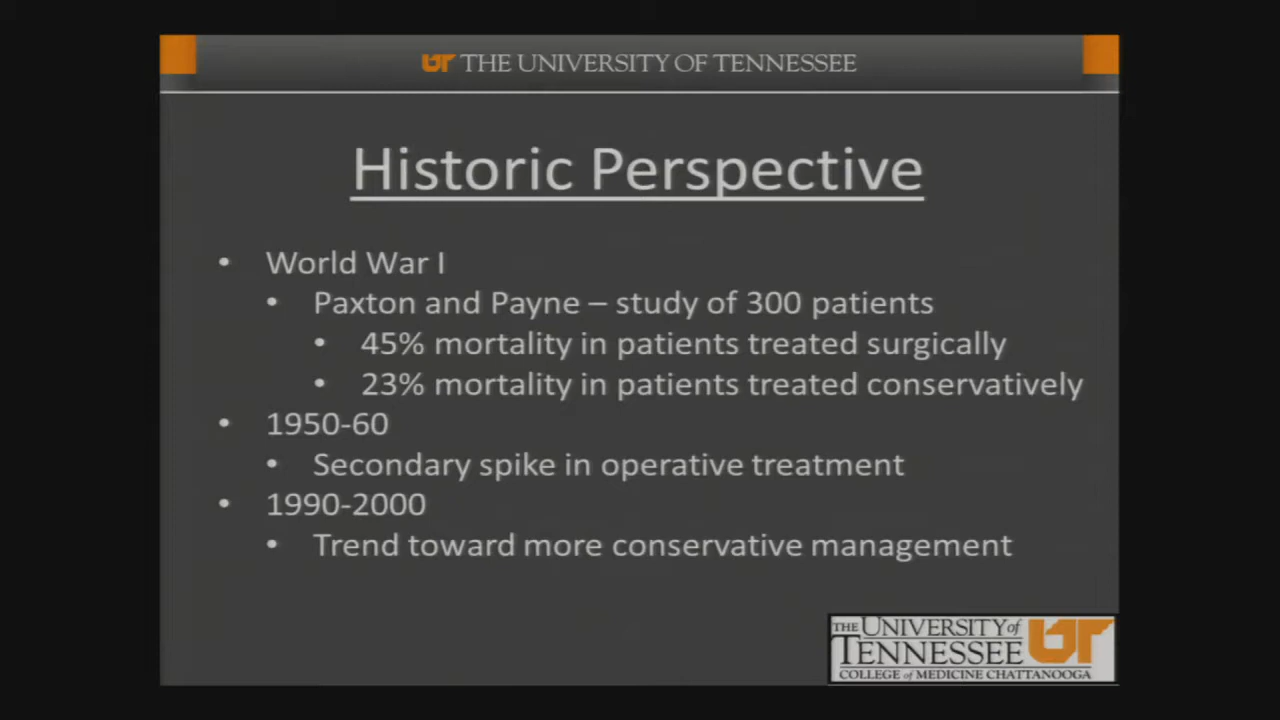 UT THE UNIVERSITY OF TENNESSEE
Historic Perspective
• World War I
• Paxton and Payne – study of 300 patients
• 45% mortality in patients treated surgically
• 23% mortality in patients treated conservatively
• 1950-60
• Secondary spike in operative treatment
• 1990-2000
• Trend toward more conservative management
THE UNIVERSITY of
TENNESSEE UT
COLLEGE of MEDICINE CHATTANOOGA